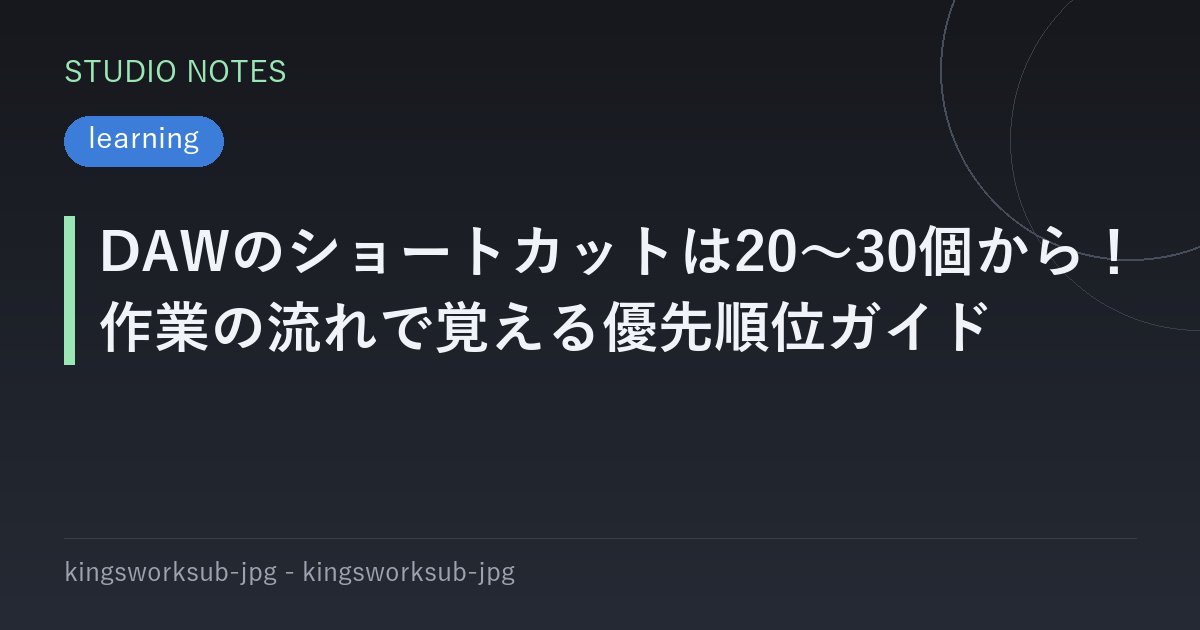 STUDIO NOTES
learning
DAWのショートカットは20〜30個から！
作業の流れで覚える優先順位ガイド
kingsworksub-jpg - kingsworksub-jpg